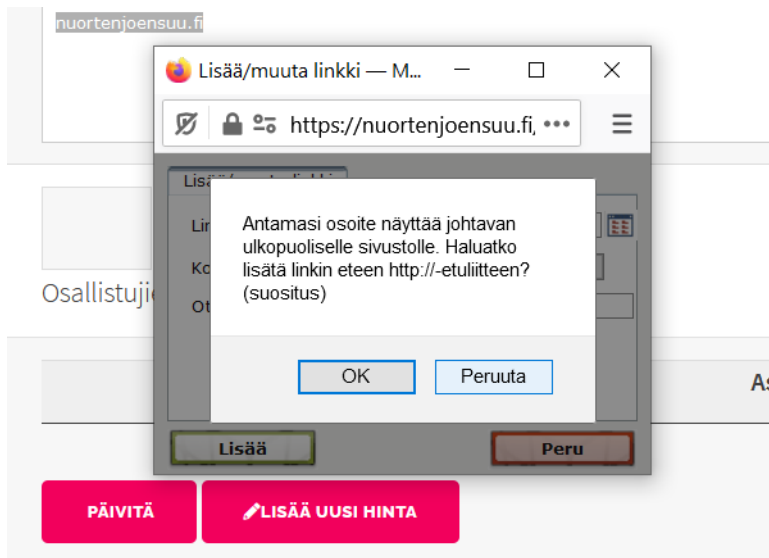 nuortenjoensuu.fi
Lisää/muuta linkki — M...
https://nuortenjoensuu.fi, •••
Antamasi osoite näyttää johtavan
ulkopuoliselle sivustolle. Haluatko
lisätä linkin eteen http://-etuliitteen?
(suositus)
OK Peruuta
Lisää Peru
PÄIVITÄ LISÄÄ UUSI HINTA